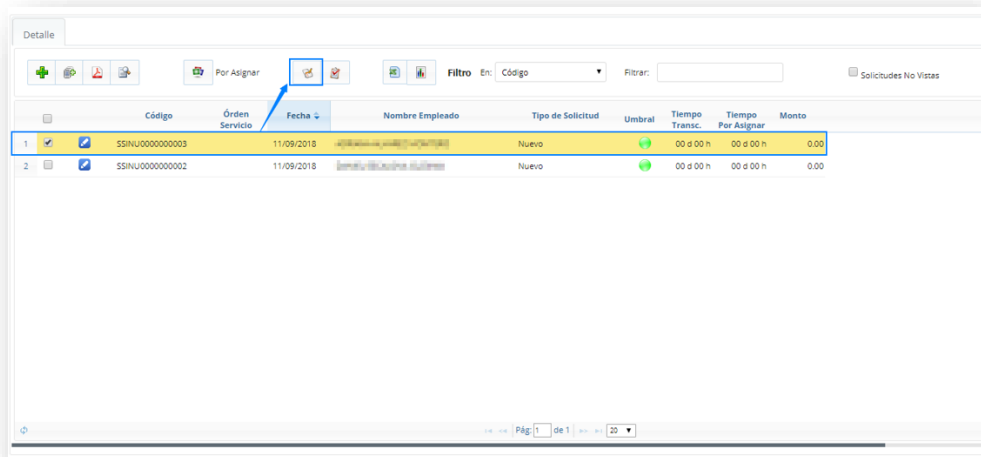 Detalle
Por Asignar Filtro En: Código Filtrar: Solicitudes No Vistas
Código Órden Servicio Fecha Nombre Empleado Tipo de Solicitud Umbral Tiempo Transc. Tiempo Por Asignar Monto
1 SSINU0000000003 11/09/2018 Nuevo 00 d 00 h 00 d 00 h 0.00
2 SSINU0000000002 11/09/2018 Nuevo 00 d 00 h 00 d 00 h 0.00
Pág: 1 de 1 20